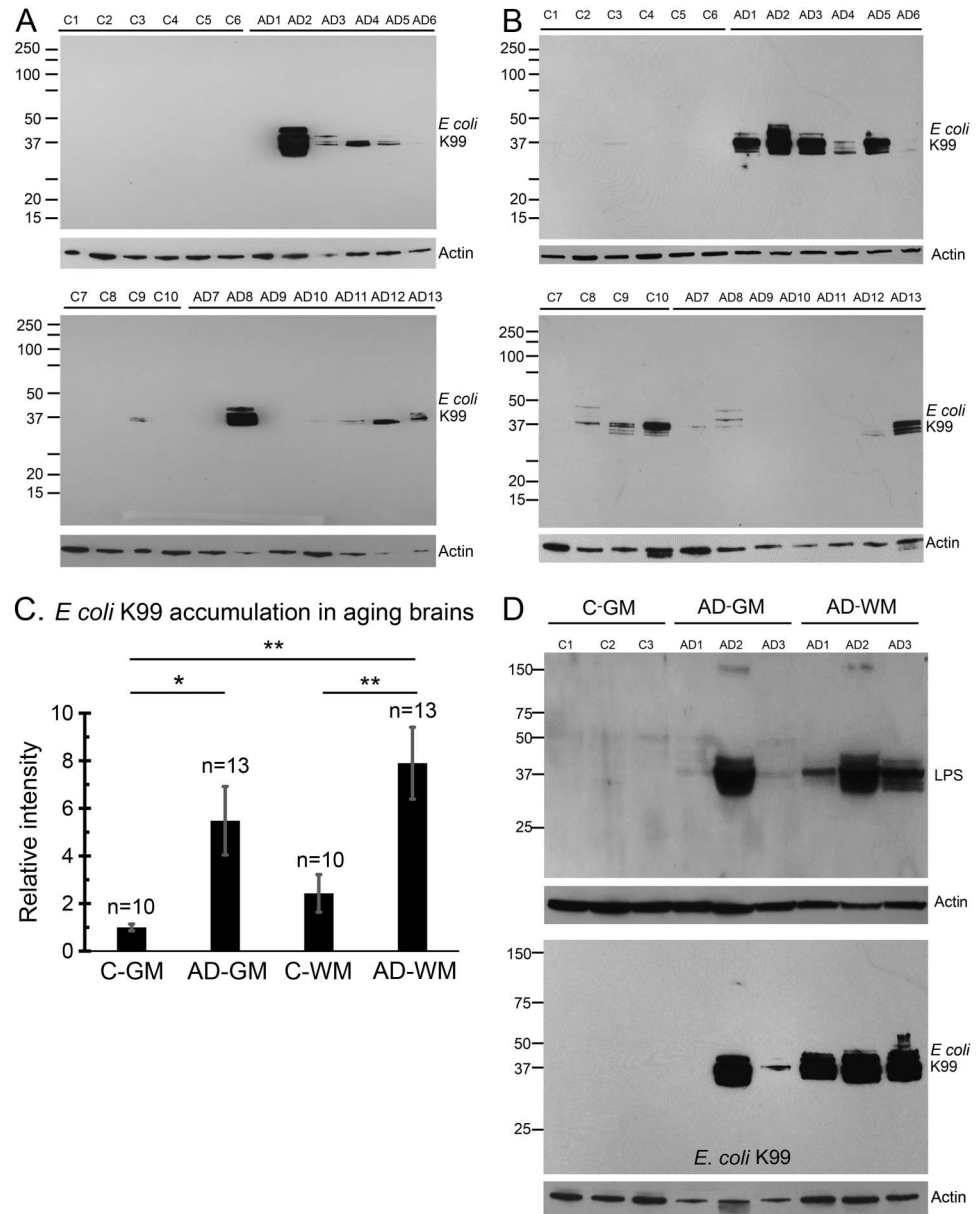 A
C1 C2 C3 C4 C5 C6 AD1 AD2 AD3 AD4 AD5 AD6
250
100
50
37
20
15
E coli
K99
Actin
C7 C8 C9 C10 AD7 AD8 AD9 AD10 AD11 AD12 AD13
250
100
50
37
20
15
E coli
K99
Actin
B
C1 C2 C3 C4 C5 C6 AD1 AD2 AD3 AD4 AD5 AD6
250
100
50
37
20
15
E coli
K99
Actin
C7 C8 C9 C10 AD7 AD8 AD9 AD10 AD11 AD12 AD13
250
100
50
37
20
15
E coli
K99
Actin
C. E coli K99 accumulation in aging brains
**
* **
Relative intensity
10
8
6
4
2
0
n=10
n=13
n=10
n=13
C-GM AD-GM C-WM AD-WM
D
C-GM AD-GM AD-WM
C1 C2 C3 AD1 AD2 AD3 AD1 AD2 AD3
150
75
50
37
25
LPS
Actin
150
75
50
37
25
E coli
K99
E. coli K99
Actin